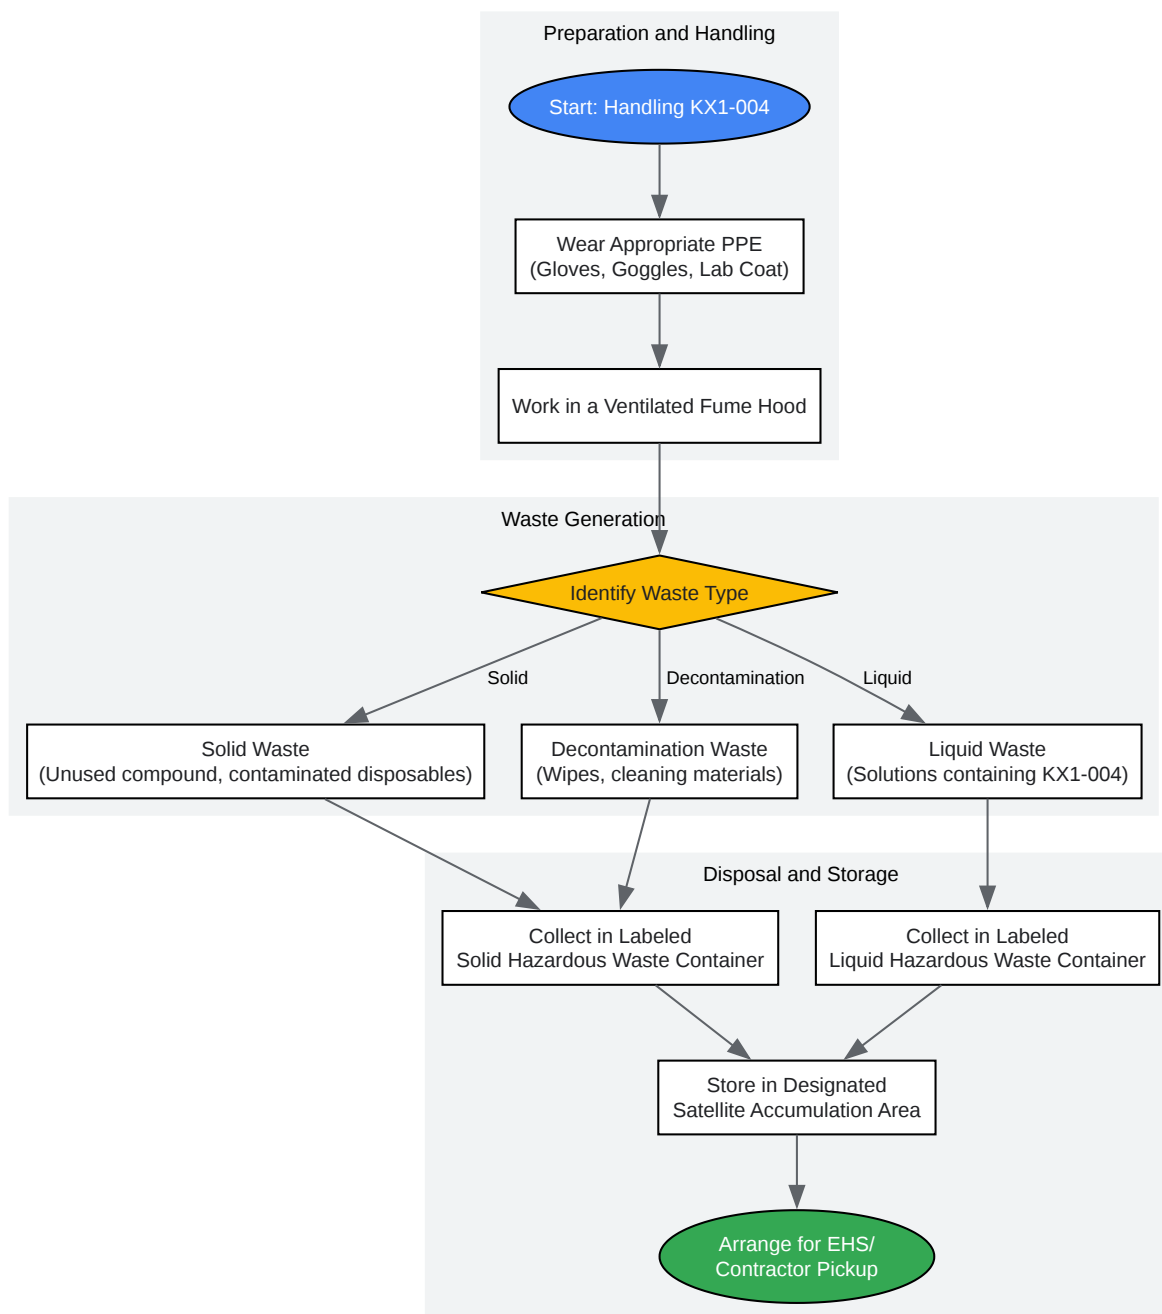 Preparation and Handling
Start: Handling KX1-004
Wear Appropriate PPE
(Gloves, Goggles, Lab Coat)
Work in a Ventilated Fume Hood
Waste Generation
Identify Waste Type
Solid
Decontamination
Liquid
Solid Waste
(Unused compound, contaminated disposables)
Decontamination Waste
(Wipes, cleaning materials)
Liquid Waste
(Solutions containing KX1-004)
Disposal and Storage
Collect in Labeled
Solid Hazardous Waste Container
Collect in Labeled
Liquid Hazardous Waste Container
Store in Designated
Satellite Accumulation Area
Arrange for EHS/
Contractor Pickup